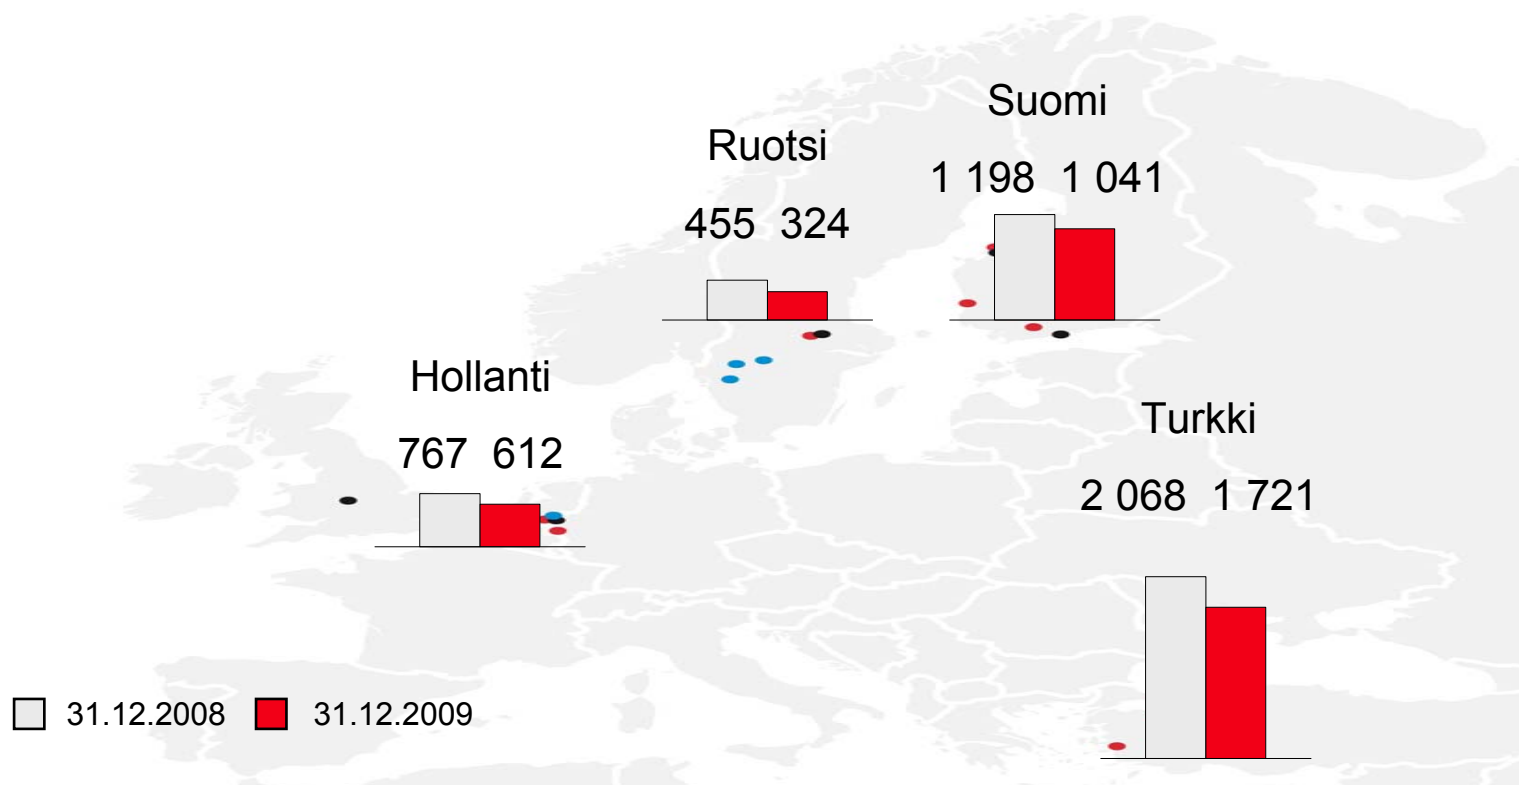 Suomi
1 198 1 041
Ruotsi
455 324
Hollanti
767 612
Turkki
2 068 1 721
31.12.2008 31.12.2009